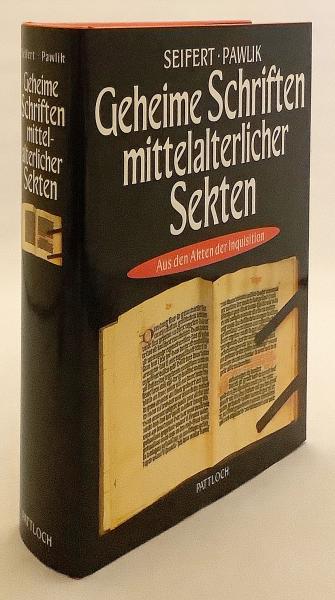 Seifert · Pawlik
Geheime
Schriften
mittel-
alterlicher
Sekten
PATTLOCH
SEIFERT · PAWLIK
Geheime Schriften
mittelalterlicher
Sekten
Aus den Akten der Inquisition
PATTLOCH